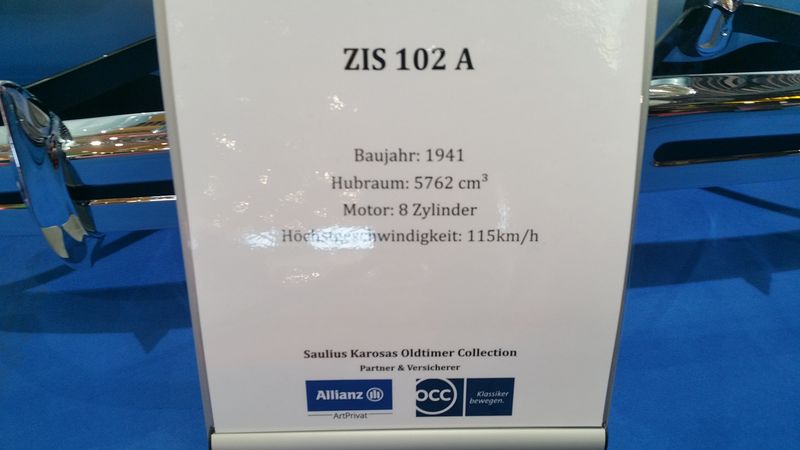 ZIS 102 A
Baujahr: 1941
Hubraum: 5762 cm³
Motor: 8 Zylinder
Höchstgeschwindigkeit: 115km/h
Saulius Karosas Oldtimer Collection
Partner & Versicherer
Allianz
ArtPrivat
OCC
Klassiker
bewegen.